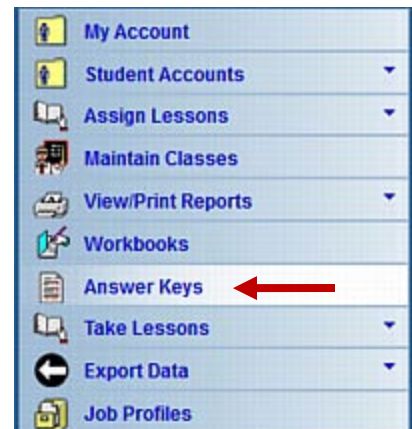 My Account
Student Accounts
Assign Lessons
Maintain Classes
View/Print Reports
Workbooks
Answer Keys
Take Lessons
Export Data
Job Profiles